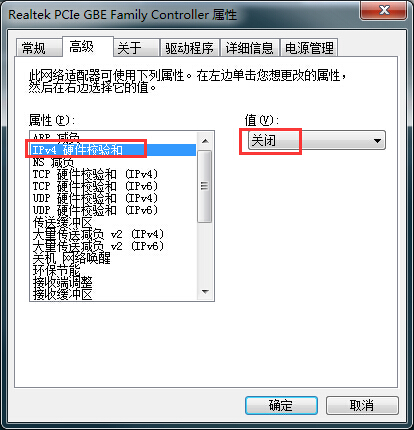 Realtek PCIe GBE Family Controller 属性
常规 高级 关于 驱动程序 详细信息 电源管理
此网络适配器可使用下列属性。在左边单击您想更改的属性，
然后在右边选择它的值。
属性(P):
值(V):
ARP 减负
IPv4 硬件校验和
关闭
NS 减负
TCP 硬件校验和 (IPv4)
TCP 硬件校验和 (IPv6)
UDP 硬件校验和 (IPv4)
UDP 硬件校验和 (IPv6)
传送缓冲区
大量传送减负 v2 (IPv4)
大量传送减负 v2 (IPv6)
关机 网络唤醒
环保节能
接收端调整
接收缓冲区
确定
取消